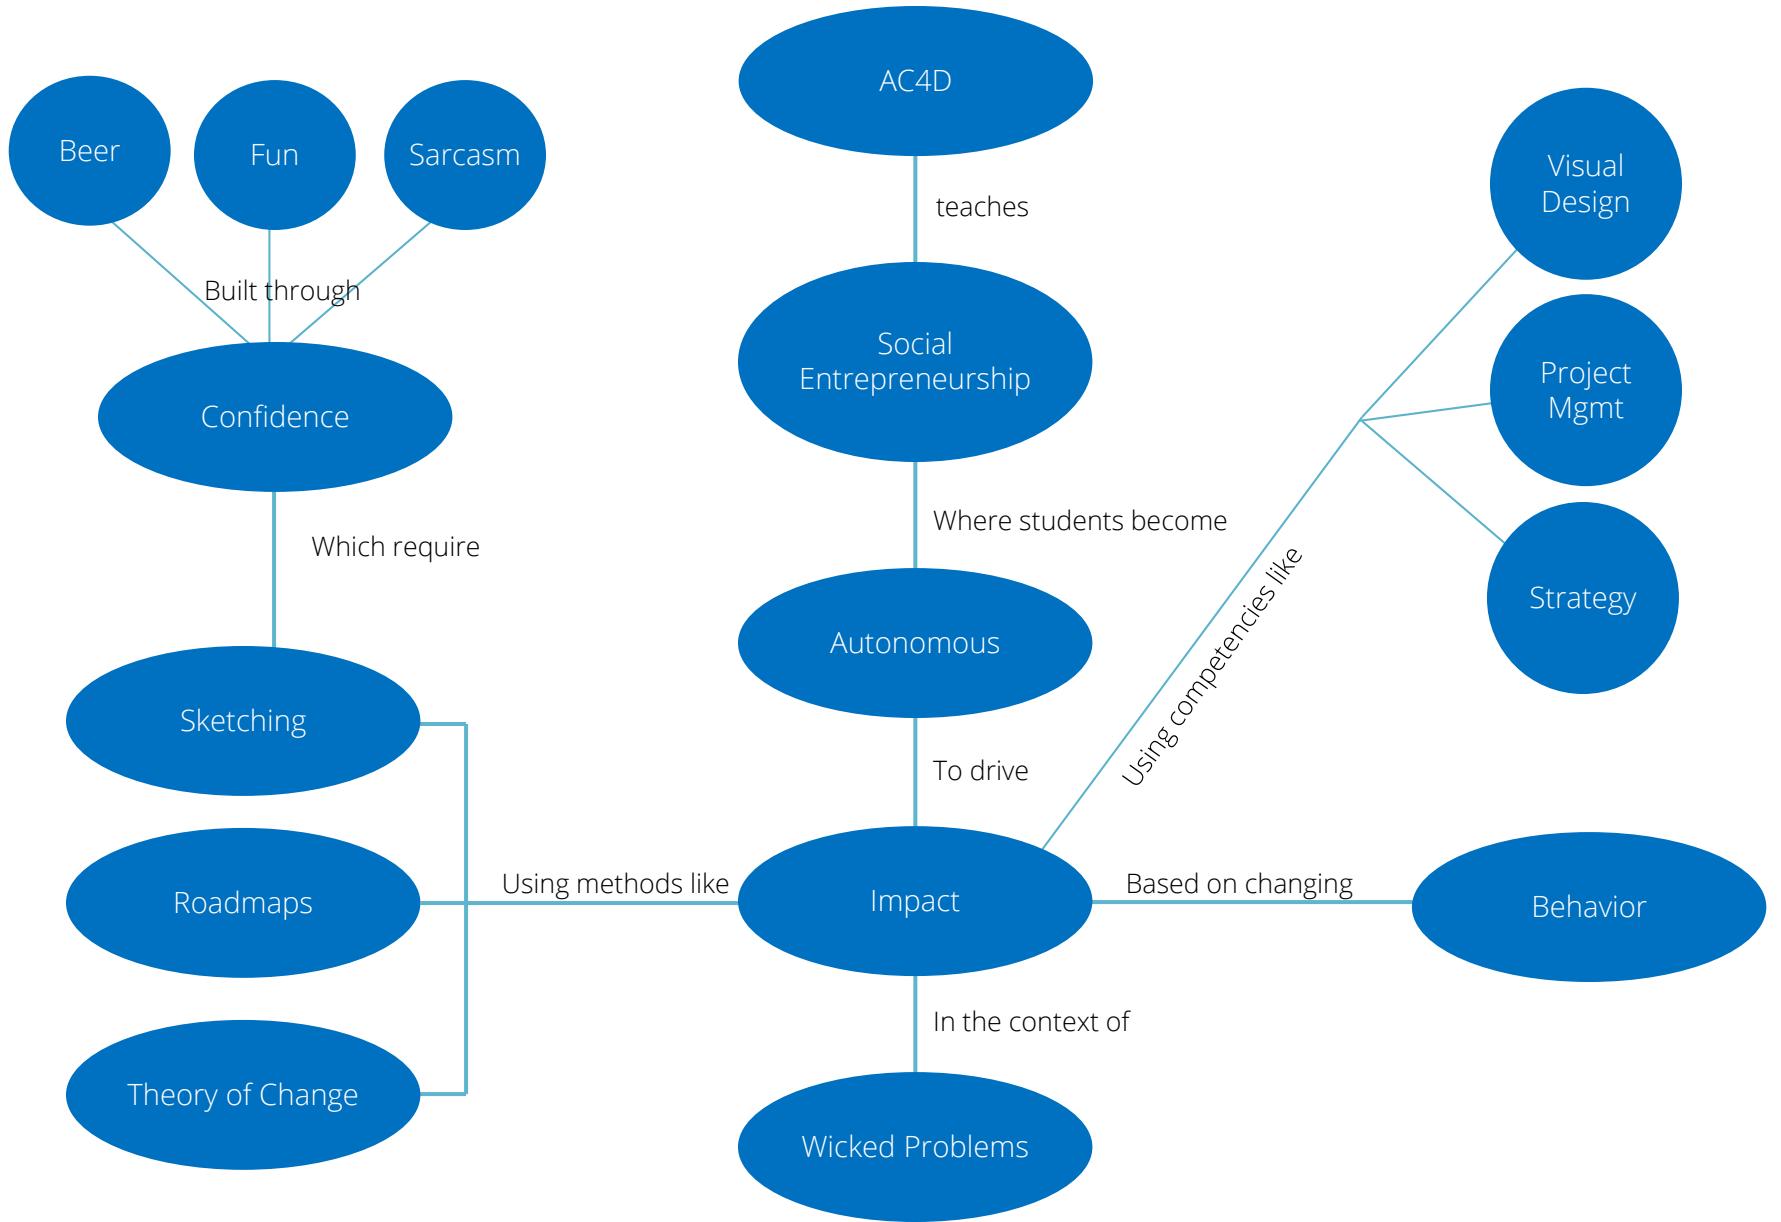 AC4D
Beer
Fun
Sarcasm
Visual
Design
teaches
Built through
Social
Entrepreneurship
Project
Mgmt
Confidence
Where students become
Which require
Using competencies like
Strategy
Autonomous
Sketching
To drive
Using methods like
Based on changing
Roadmaps
Impact
Behavior
In the context of
Theory of Change
Wicked Problems